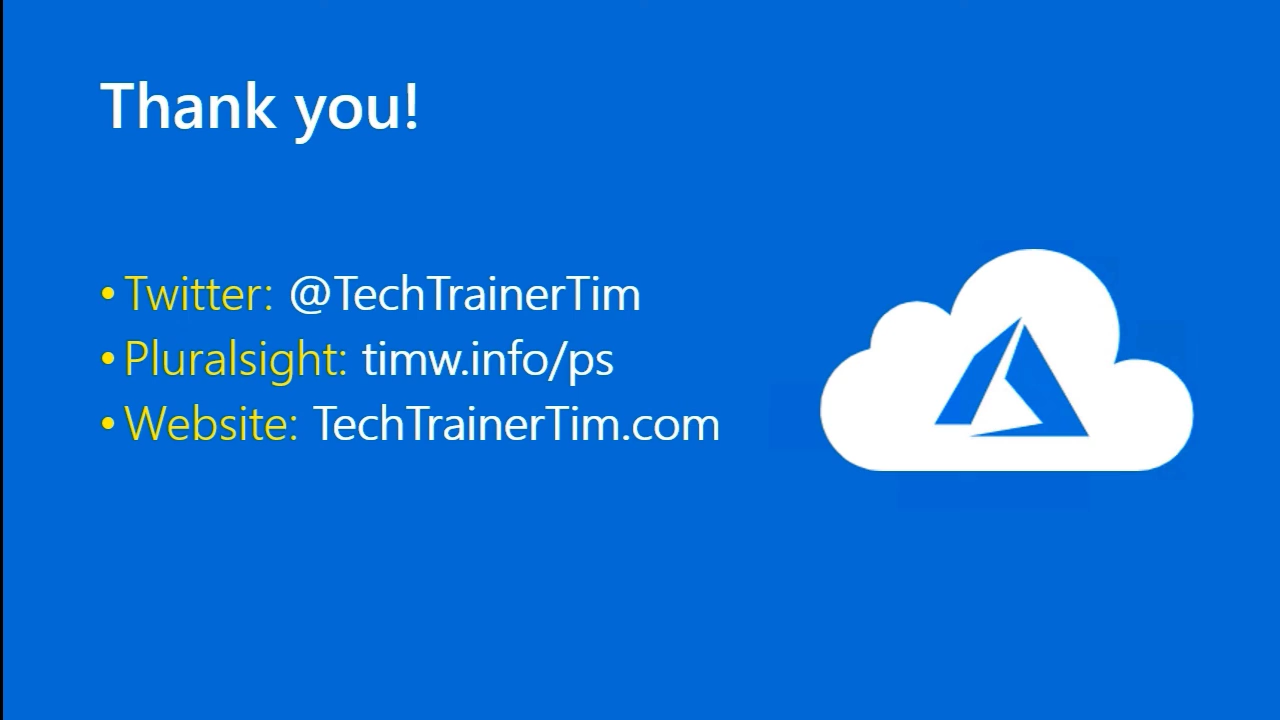 Thank you!
• Twitter: @TechTrainerTim
• Pluralsight: timw.info/ps
• Website: TechTrainerTim.com